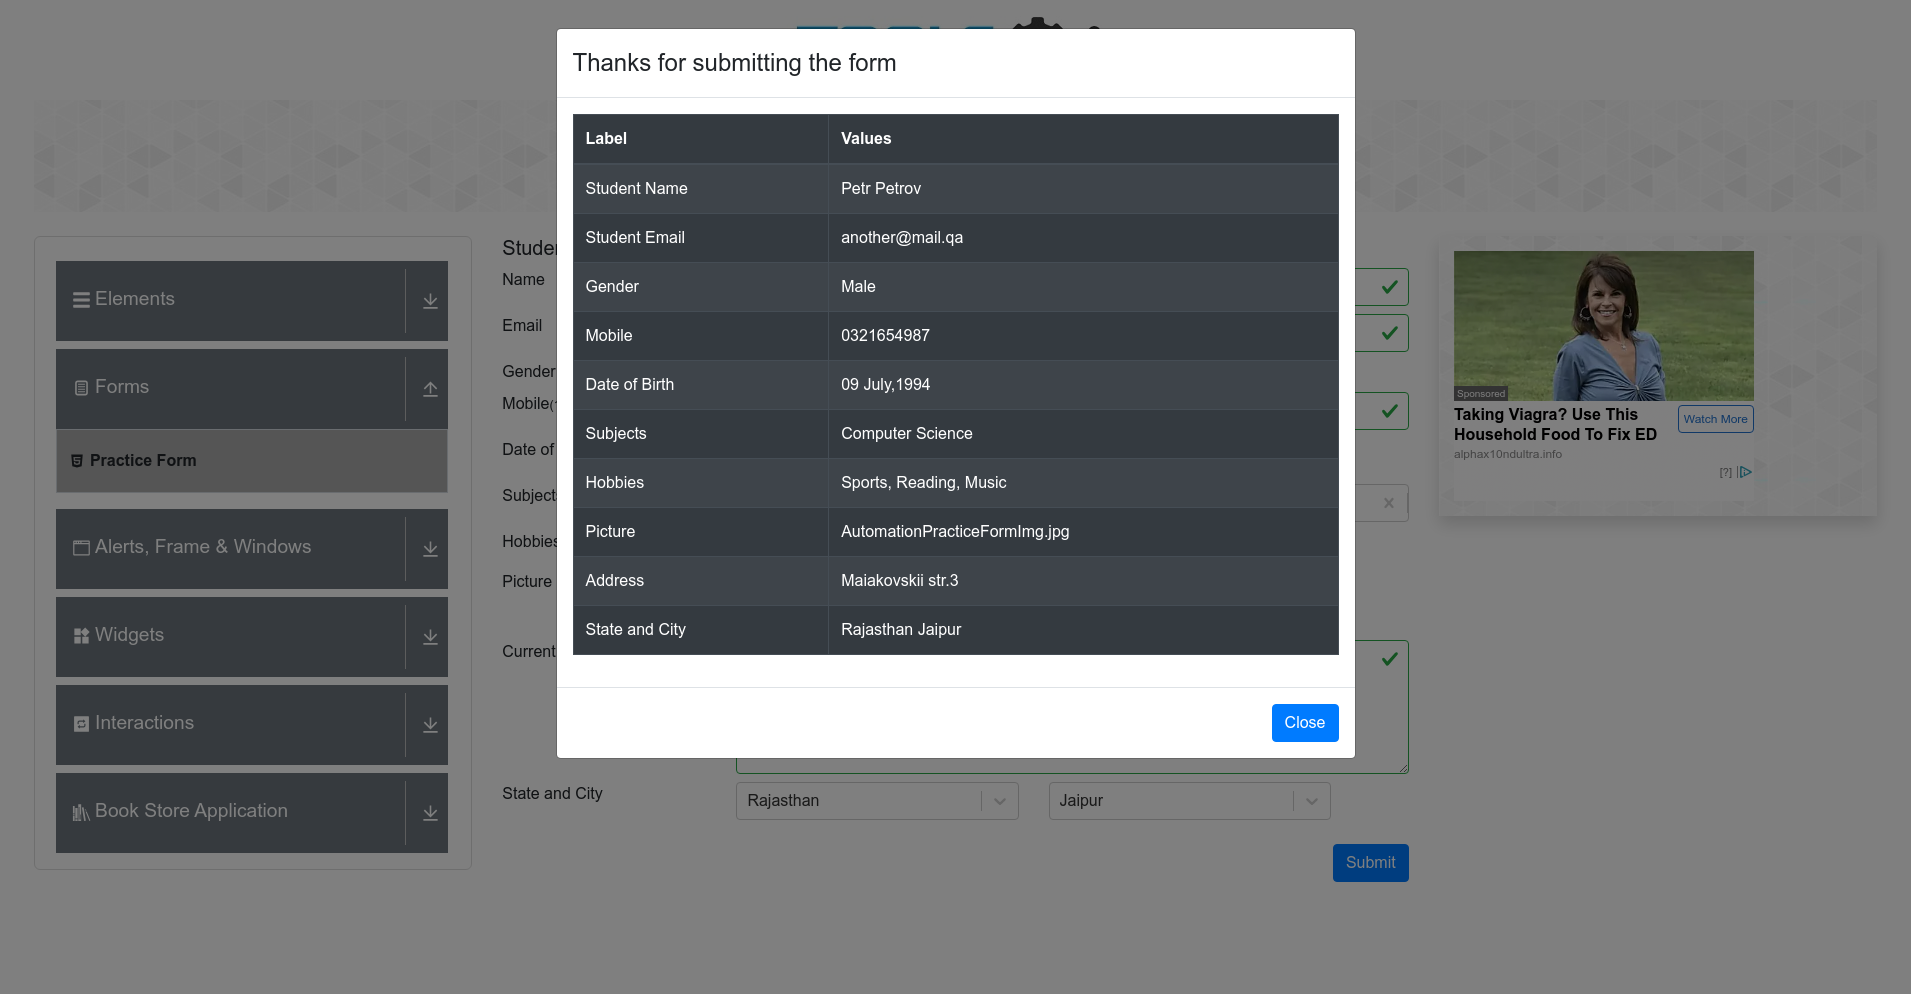 Thanks for submitting the form
Label Values
Student Name Petr Petrov
Student Email another@mail.qa
Gender Male
Mobile 0321654987
Date of Birth 09 July,1994
Subjects Computer Science
Hobbies Sports, Reading, Music
Picture AutomationPracticeFormImg.jpg
Address Maiakovskii str.3
State and City Rajasthan Jaipur
Close
Elements
Forms
Practice Form
Alerts, Frame & Windows
Widgets
Interactions
Book Store Application
Name
Email
Gender
Date of
Hobbies
Picture
Current
State and City Rajasthan Jaipur
Submit
Sponsored
Taking Viagra? Use This
Household Food To Fix ED
Watch More
alphax10ndultra.info
[?]